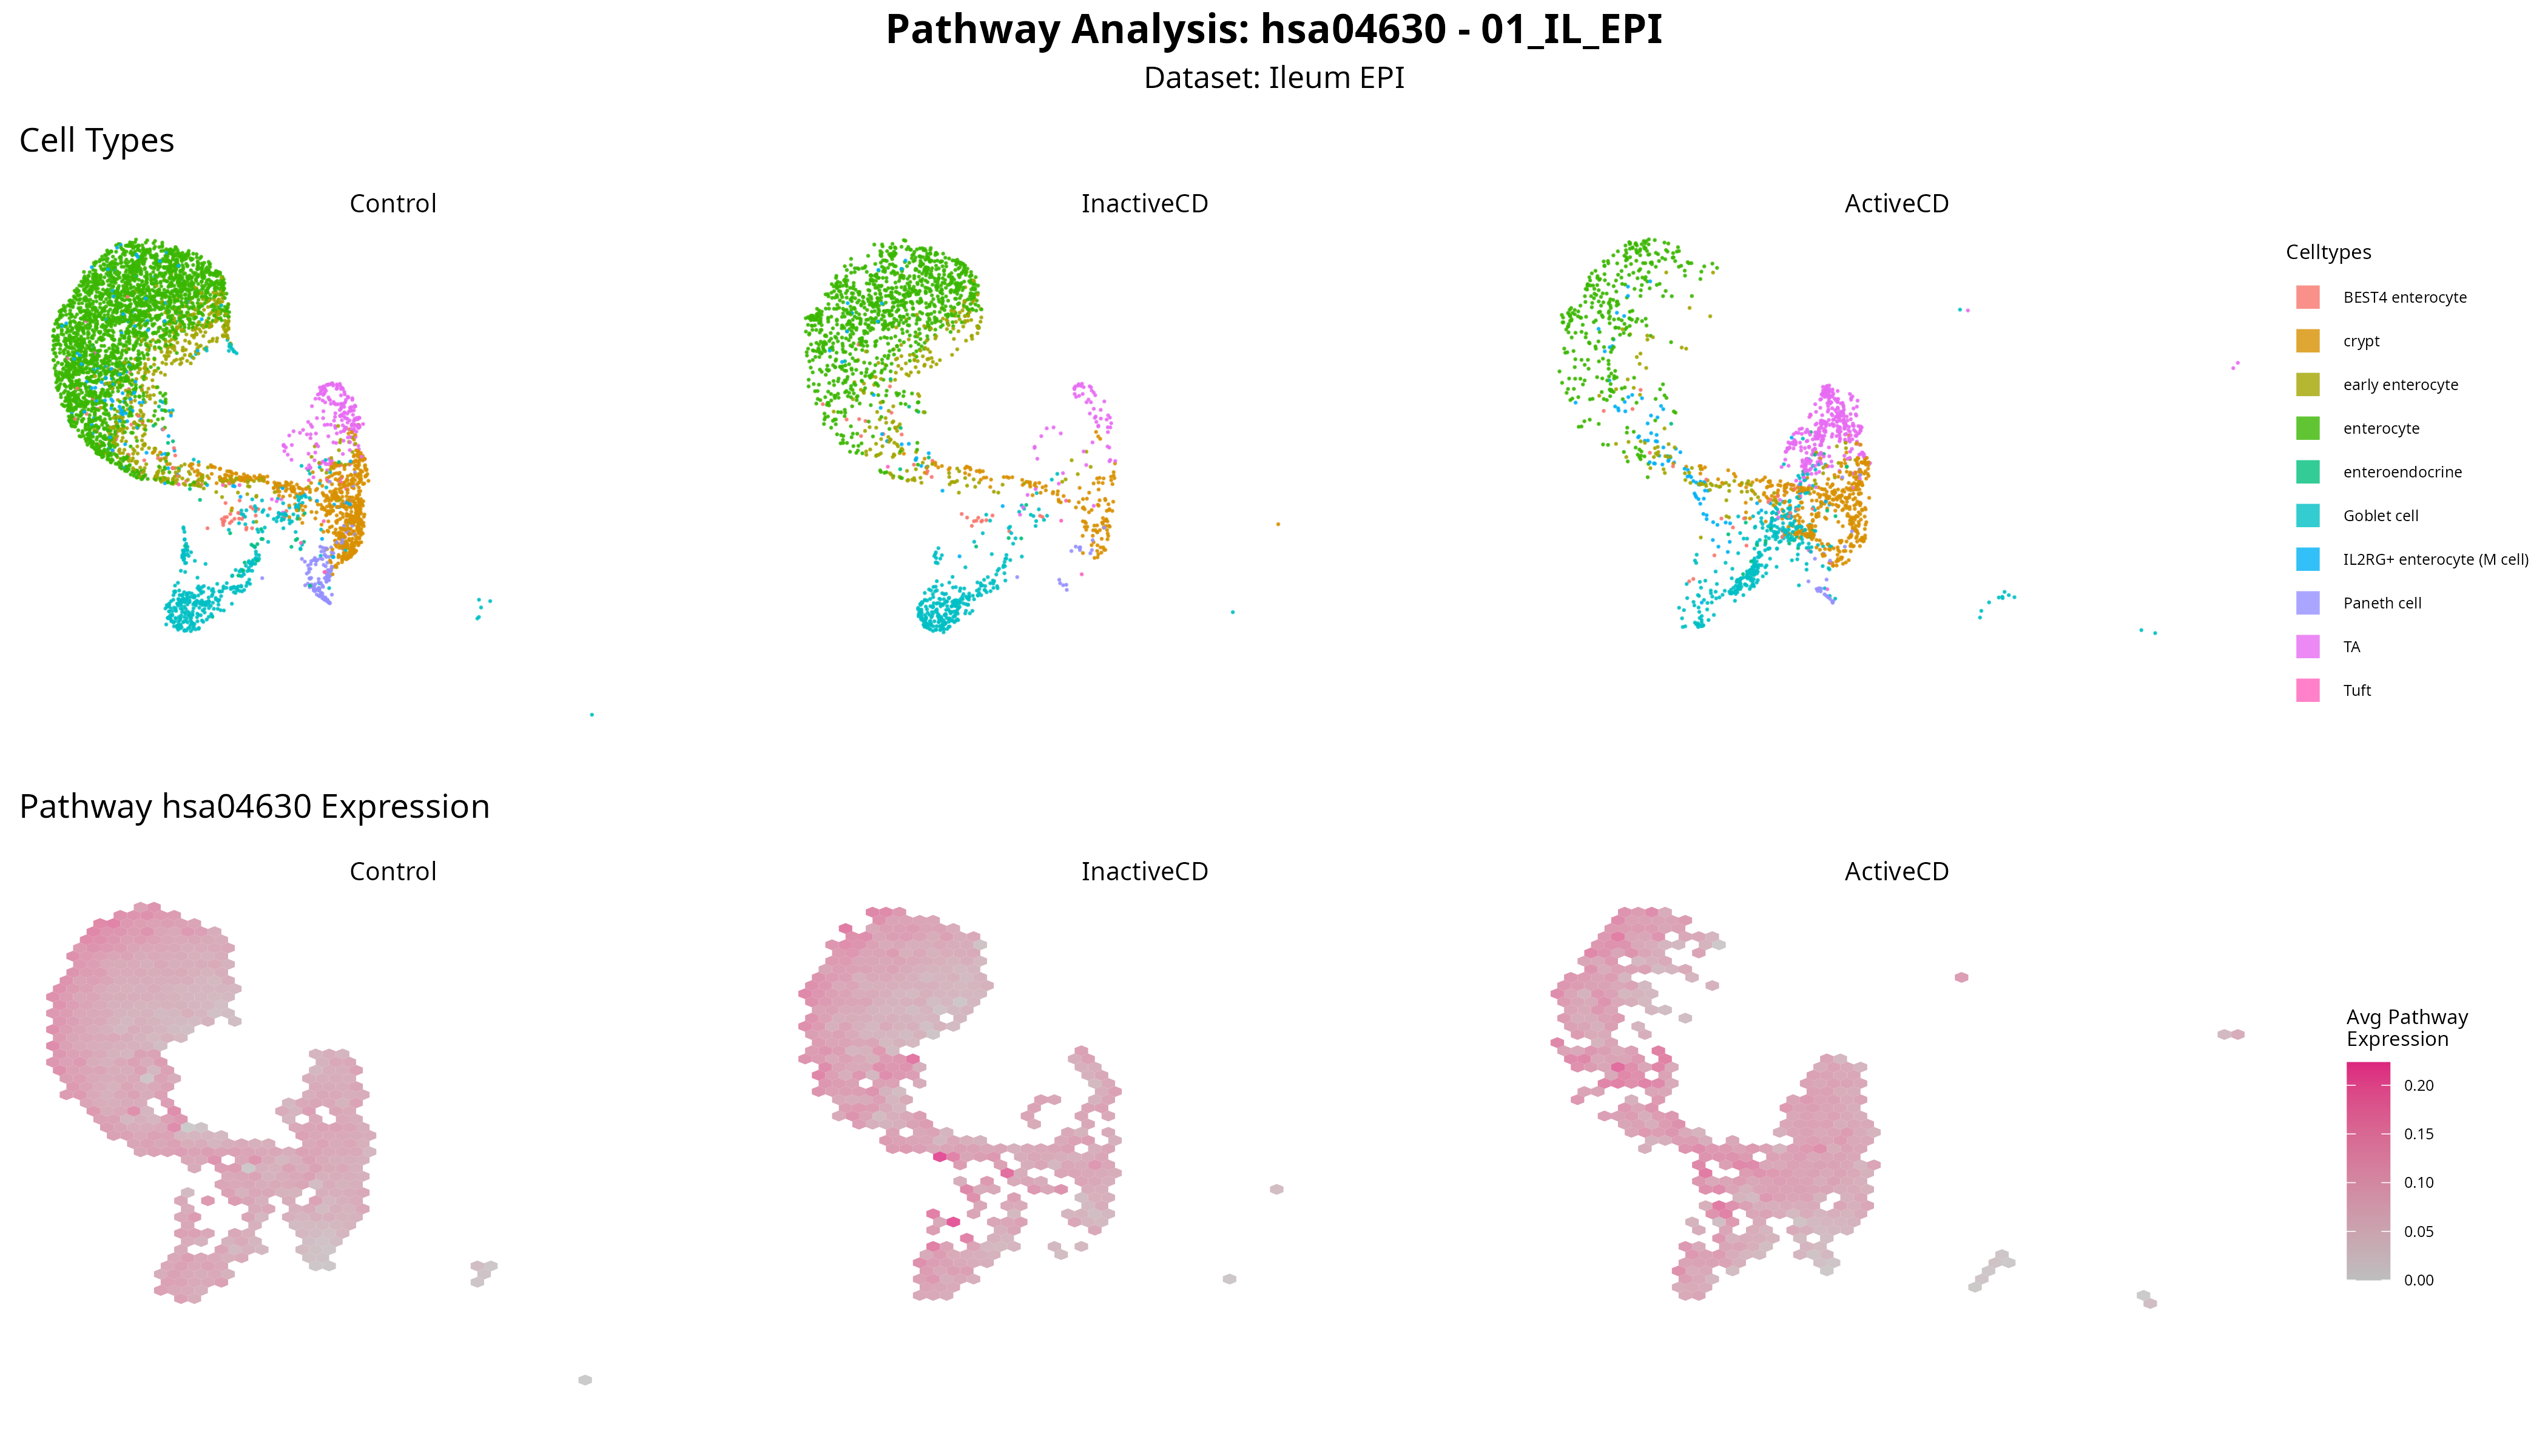 Pathway Analysis: hsa04630 - 01_IL_EPI
Dataset: Ileum EPI
Cell Types
Control
InactiveCD
ActiveCD
Celltypes
BEST4 enterocyte
crypt
early enterocyte
enterocyte
enteroendocrine
Goblet cell
IL2RG+ enterocyte (M cell)
Paneth cell
TA
Tuft
Pathway hsa04630 Expression
Control
InactiveCD
ActiveCD
Avg Pathway
Expression
0.20
0.15
0.10
0.05
0.00